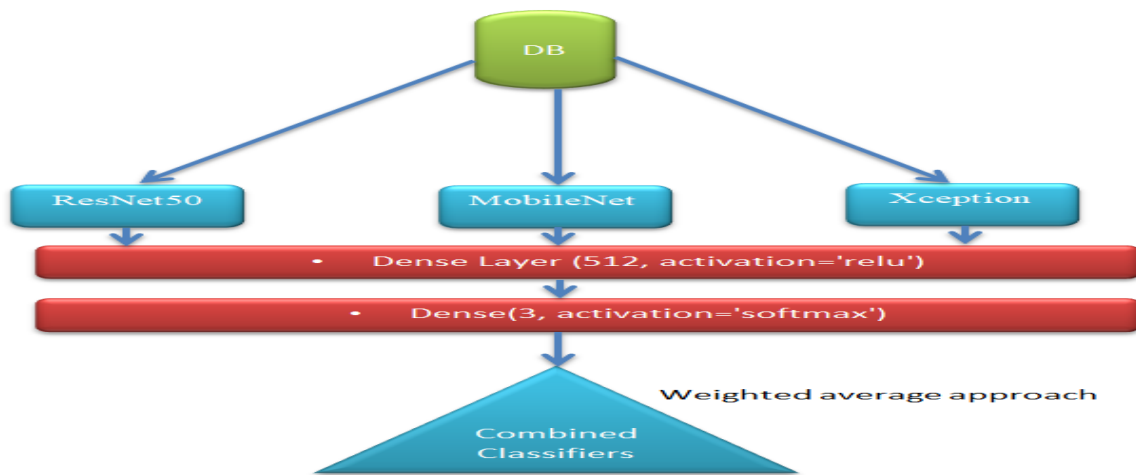 DB
ResNet50
MobileNet
Xception
• Dense Layer (512, activation='relu')
• Dense(3, activation='softmax')
Weighted average approach
Combined
Classifiers